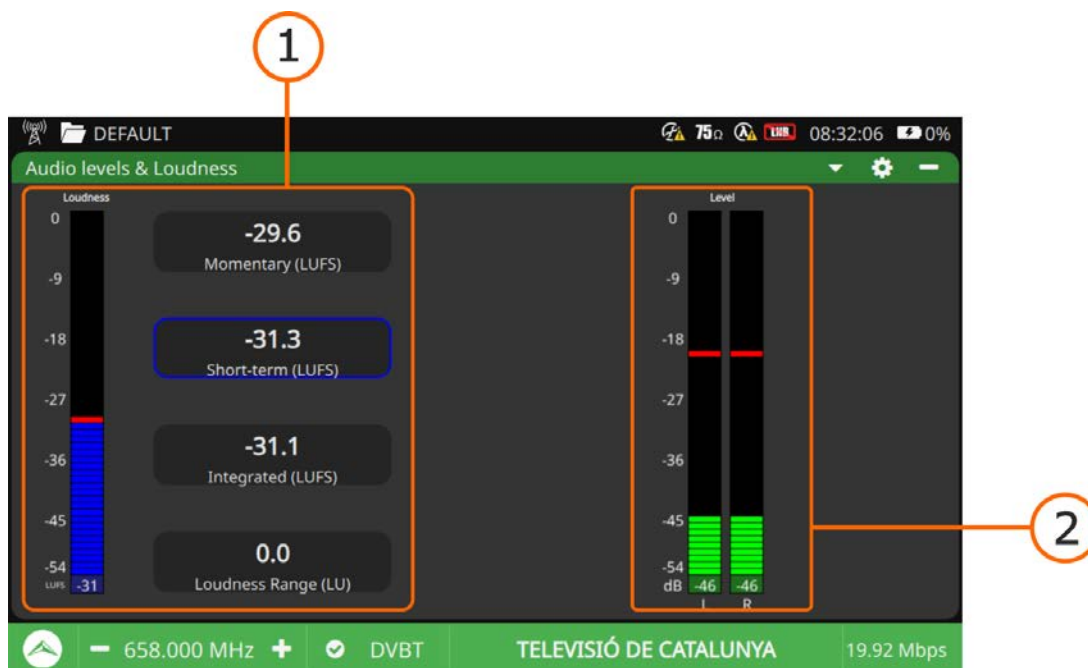 1
DEFAULT
75Ω
LNB
08:32:06
0%
Audio levels & Loudness
Loudness
0
-9
-18
-27
-36
-45
-54
LUFS
-31
-29.6
Momentary (LUFS)
-31.3
Short-term (LUFS)
-31.1
Integrated (LUFS)
0.0
Loudness Range (LU)
Level
0
-9
-18
-27
-36
-45
-54
dB
-46
-46
L
R
2
658.000 MHz
DVBT
TELEVISIÓ DE CATALUNYA
19.92 Mbps